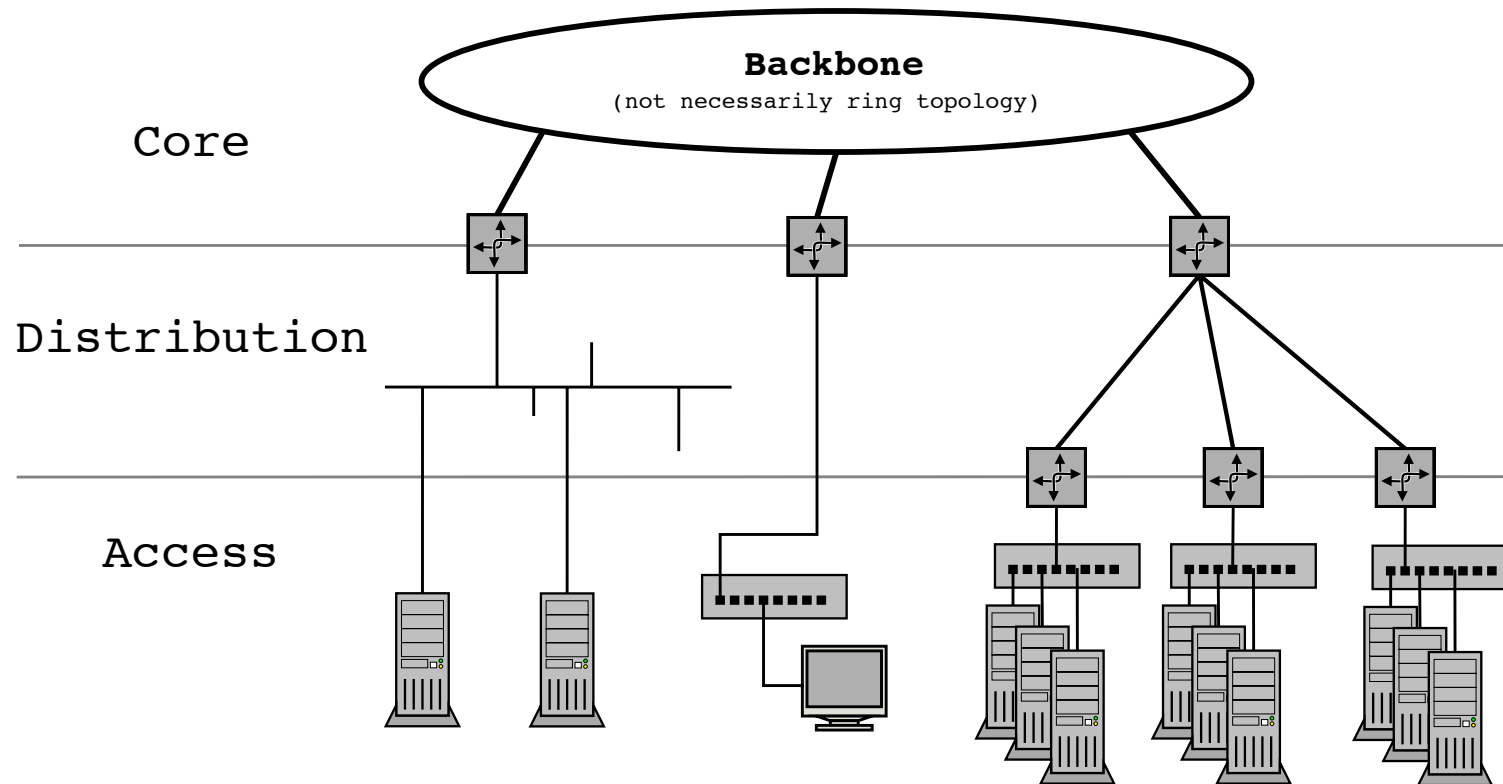 Backbone
(not necessarily ring topology)
Core
Distribution
Access